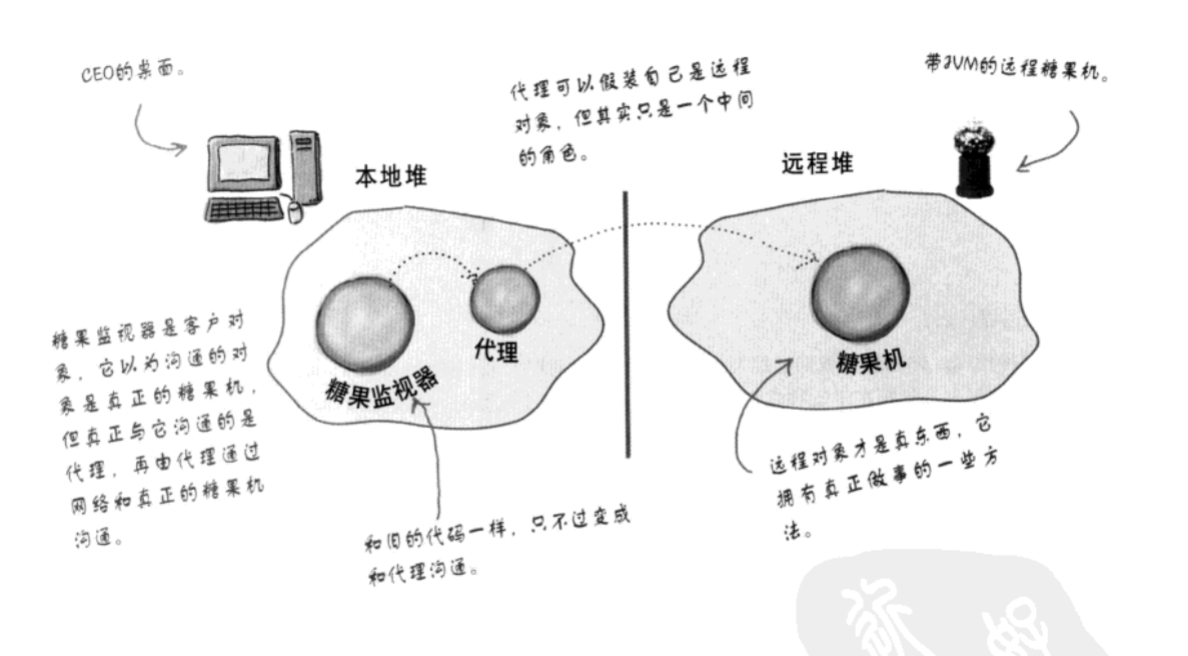 CEO的桌面。
代理可以假装自己是远程
对象，但其实只是一个中间
的角色。
带JVM的远程糖果机。
本地堆
远程堆
代理
糖果监视器
糖果机
糖果监视器是客户对
象，它以为沟通的对
象是真正的糖果机，
但真正与它沟通的是
代理，再由代理通过
网络和真正的糖果机
沟通。
和旧的代码一样，只不过变成
和代理沟通。
远程对象才是真东西，它
拥有真正做事的一些方
法。